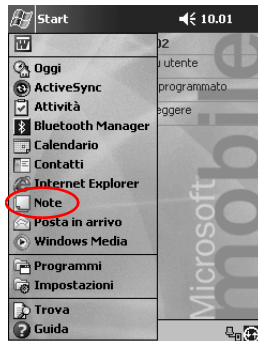 Start 10.01
02
utente
Oggi
ActiveSync
programmato
Attività
eggere
Bluetooth Manager
Calendario
Contatti
Internet Explorer
Note
Posta in arrivo
Windows Media
Programmi
Impostazioni
Trova
Guida
Microsoft
mobile